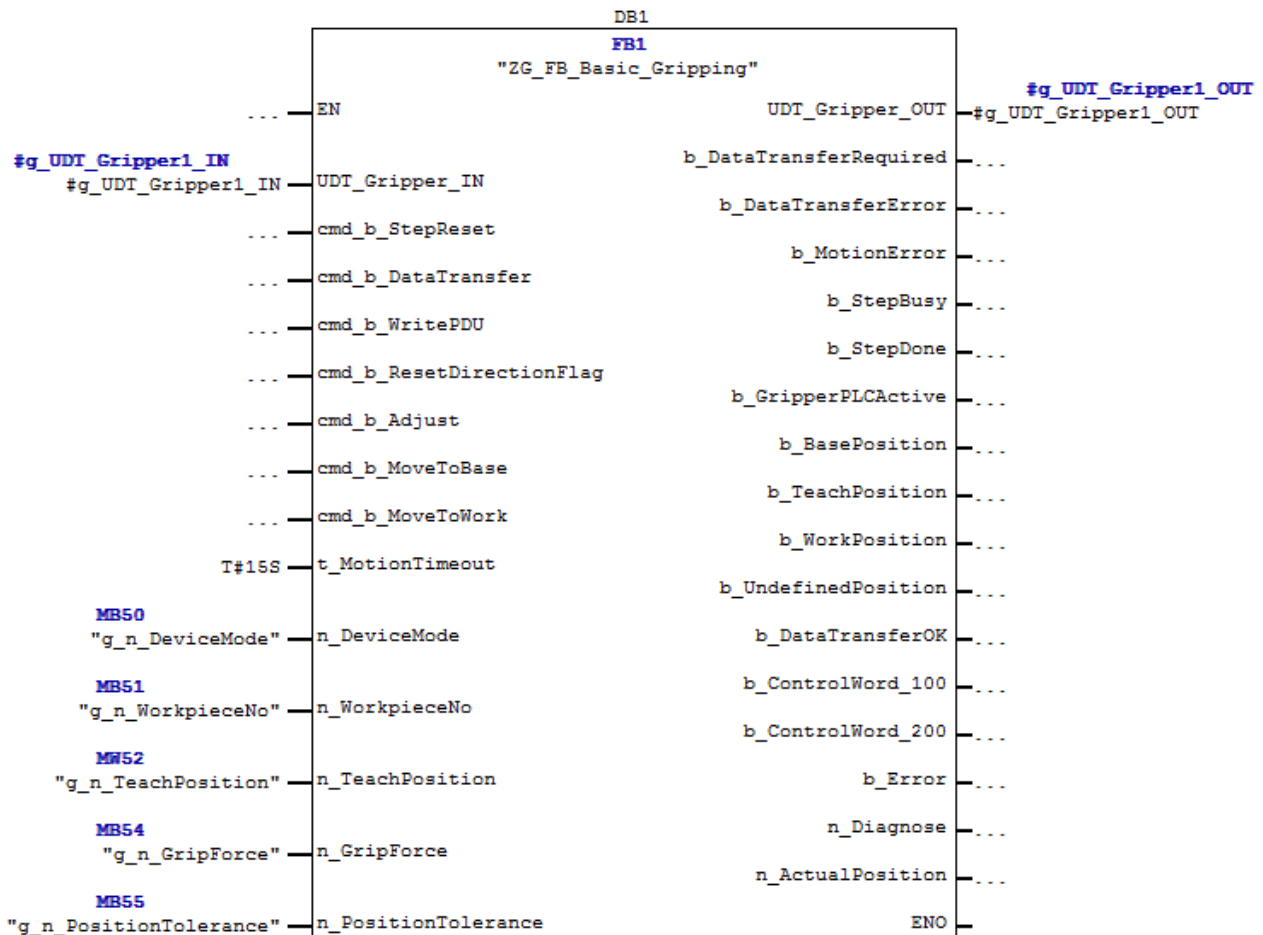 DB1
FB1
"ZG_FB_Basic_Gripping"
... EN
UDT_Gripper_OUT
#g_UDT_Gripper1_OUT
#g_UDT_Gripper1_OUT
b_DataTransferRequired ...
#g_UDT_Gripper1_IN
#g_UDT_Gripper1_IN UDT_Gripper_IN
b_DataTransferError ...
... cmd_b_StepReset
b_MotionError ...
... cmd_b_DataTransfer
b_StepBusy ...
... cmd_b_WritePDU
b_StepDone ...
... cmd_b_ResetDirectionFlag
b_GripperPLCActive ...
... cmd_b_Adjust
b_BasePosition ...
... cmd_b_MoveToBase
b_TeachPosition ...
... cmd_b_MoveToWork
b_WorkPosition ...
T#15S t_MotionTimeout
b_UndefinedPosition ...
MB50
"g_n_DeviceMode" n_DeviceMode
b_DataTransferOK ...
MB51
"g_n_WorkpieceNo" n_WorkpieceNo
b_ControlWord_100 ...
b_ControlWord_200 ...
MW52
"g_n_TeachPosition" n_TeachPosition
b_Error ...
MB54
"g_n_GripForce" n_GripForce
n_Diagnose ...
n_ActualPosition ...
MB55
"g_n_PositionTolerance" n_PositionTolerance
ENO